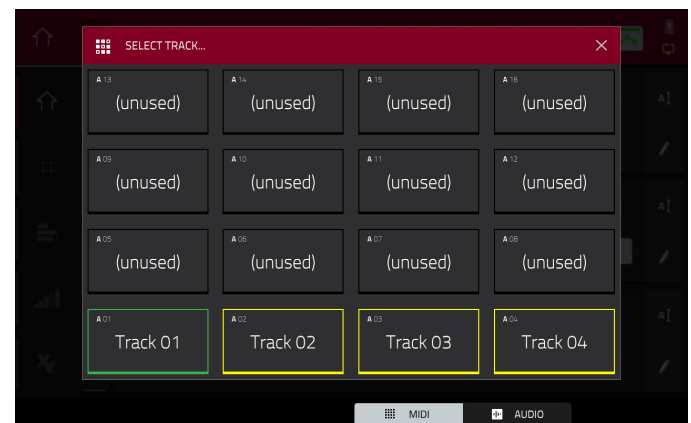 SELECT TRACK...
A 13
A 14
A 15
A 16
(unused)
(unused)
(unused)
(unused)
A 09
A 10
A 11
A 12
(unused)
(unused)
(unused)
(unused)
A 05
A 06
A 07
A 08
(unused)
(unused)
(unused)
(unused)
A 01
A 02
A 03
A 04
Track 01
Track 02
Track 03
Track 04
MIDI
AUDIO